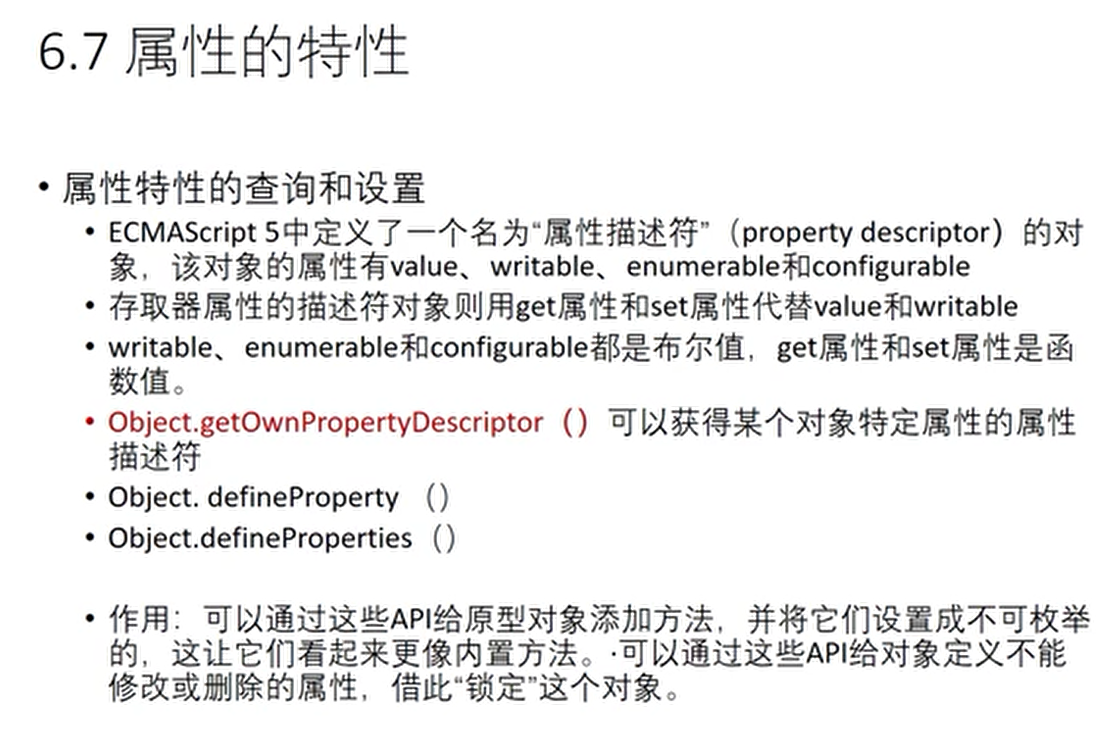 6.7 属性的特性
• 属性特性的查询和设置
• ECMAScript 5中定义了一个名为“属性描述符”（property descriptor）的对
象，该对象的属性有value、writable、enumerable和configurable
• 存取器属性的描述符对象则用get属性和set属性代替value和writable
• writable、enumerable和configurable都是布尔值，get属性和set属性是函
数值。
• Object.getOwnPropertyDescriptor（）可以获得某个对象特定属性的属性
描述符
• Object. defineProperty （）
• Object.defineProperties（）
• 作用：可以通过这些API给原型对象添加方法，并将它们设置成不可枚举
的，这让它们看起来更像内置方法。·可以通过这些API给对象定义不能
修改或删除的属性，借此“锁定”这个对象。